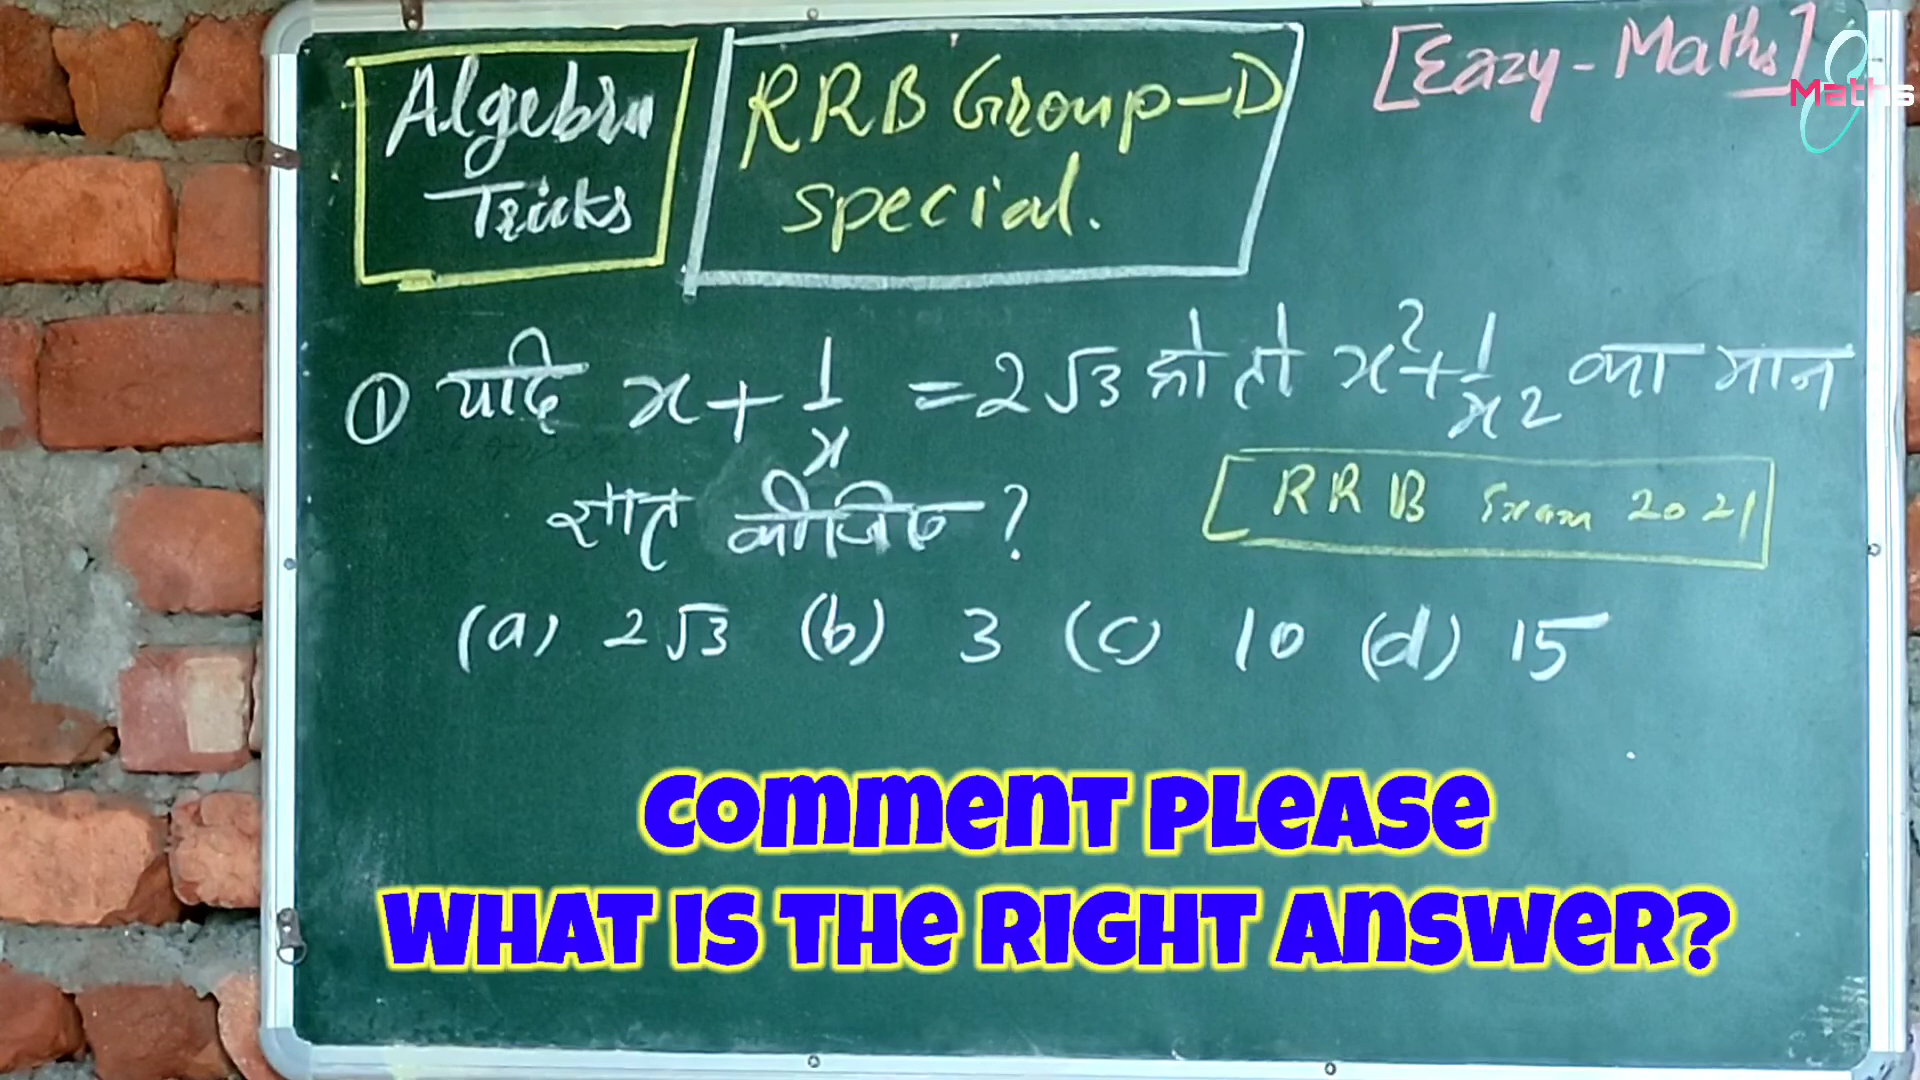 Algebra
Tricks
RRB Group-D
special.
[Eazy-Maths]
Maths
① यदि x + 1/x = 2√3 हो तो x² + 1/x2 का मान
ज्ञात कीजिए ?
[RRB Exam 2021]
(a) 2√3 (b) 3 (c) 10 (d) 15
COMMENT PLEASE
WHAT IS THE RIGHT ANSWER?